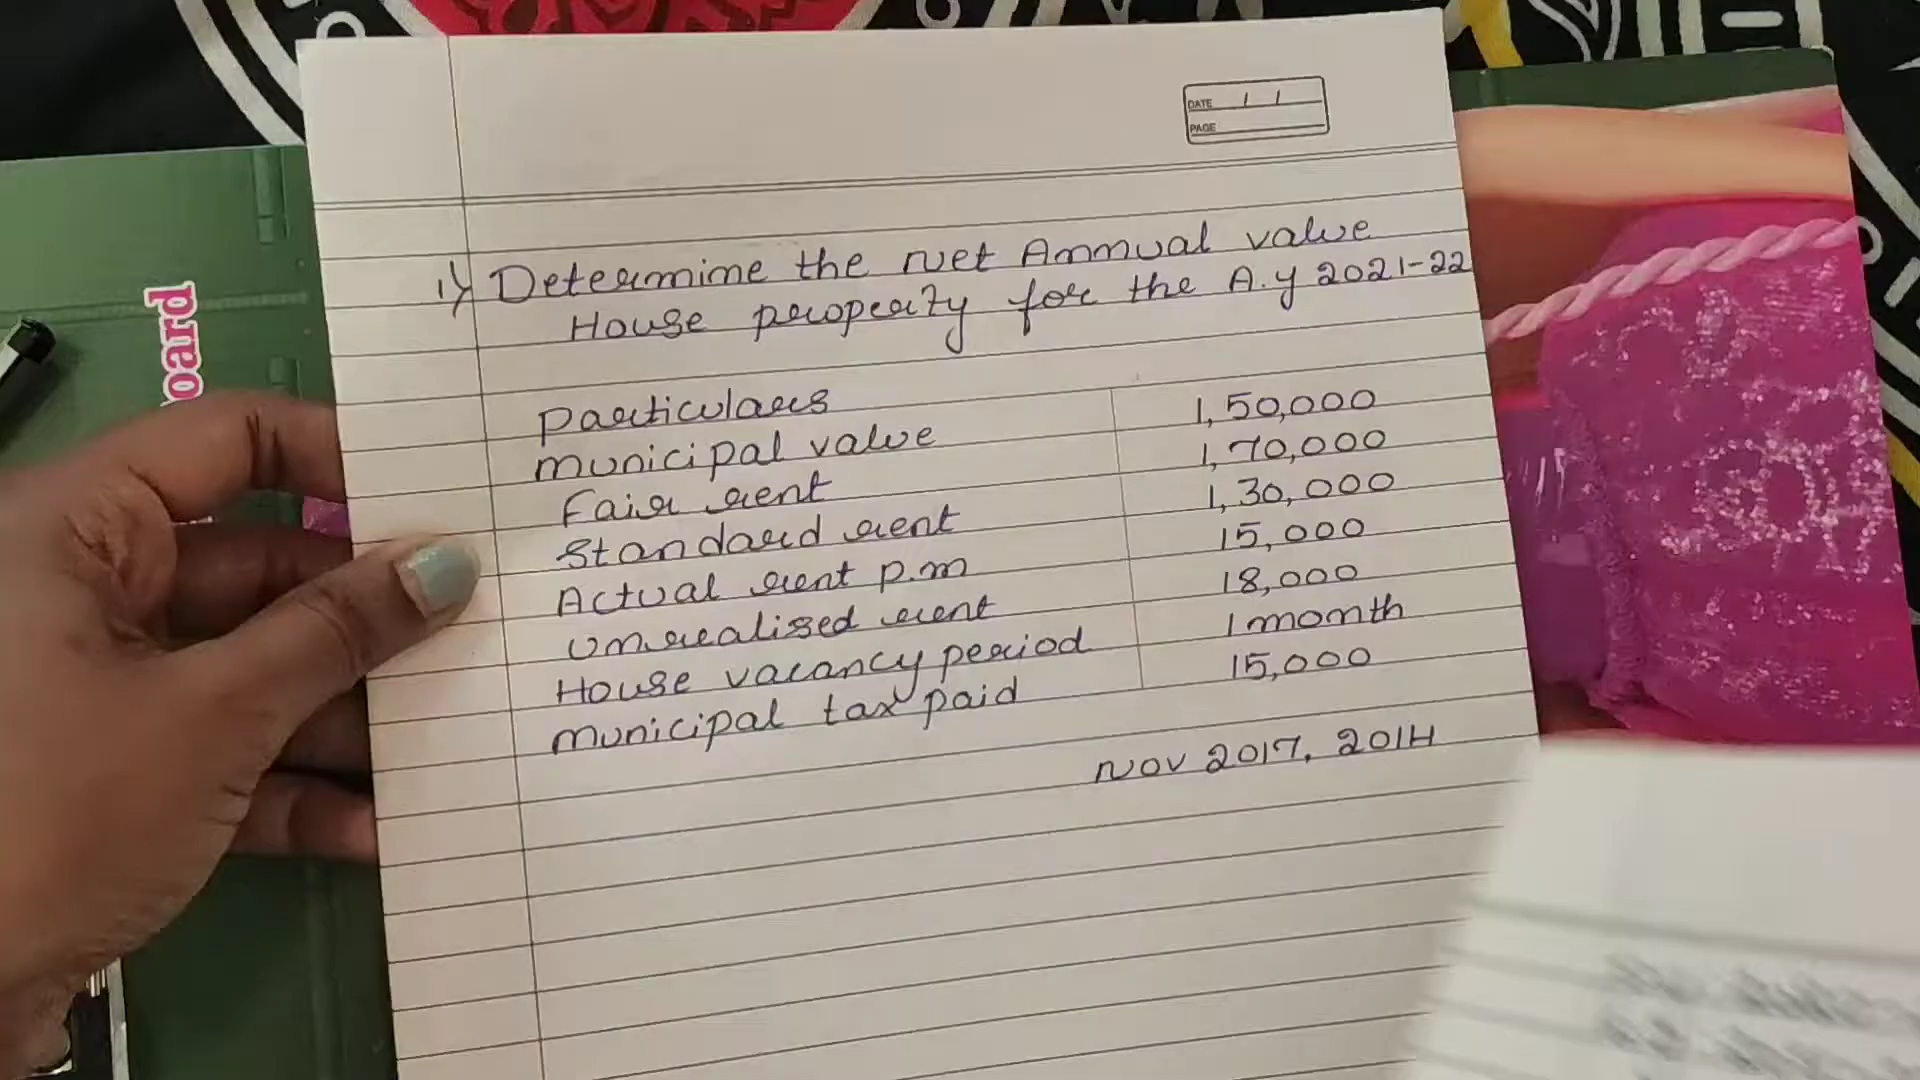 DATE / /
PAGE
1) Determine the net Annual value
House property for the A.y 2021-22
Particulars
municipal value 1,50,000
Fair rent 1,70,000
Standard rent 1,30,000
Actual rent p.m 15,000
unrealised rent 18,000
House vacancy period 1 month
municipal tax paid 15,000
Nov 2017, 2014
oard